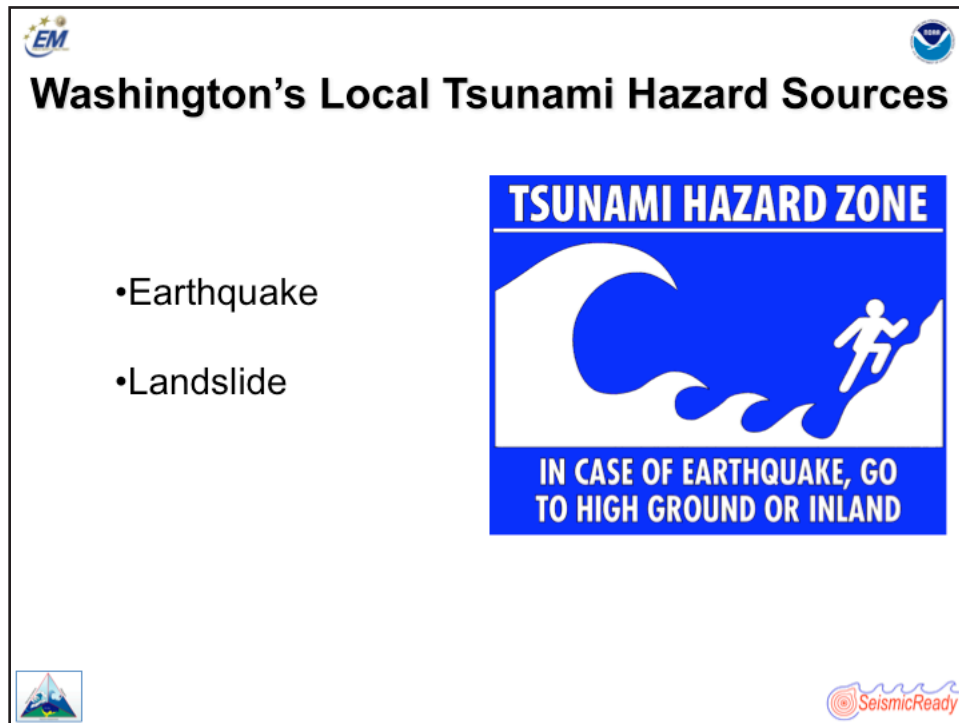 EM
NOAA
Washington's Local Tsunami Hazard Sources
•Earthquake
•Landslide
TSUNAMI HAZARD ZONE
IN CASE OF EARTHQUAKE, GO
TO HIGH GROUND OR INLAND
SeismicReady